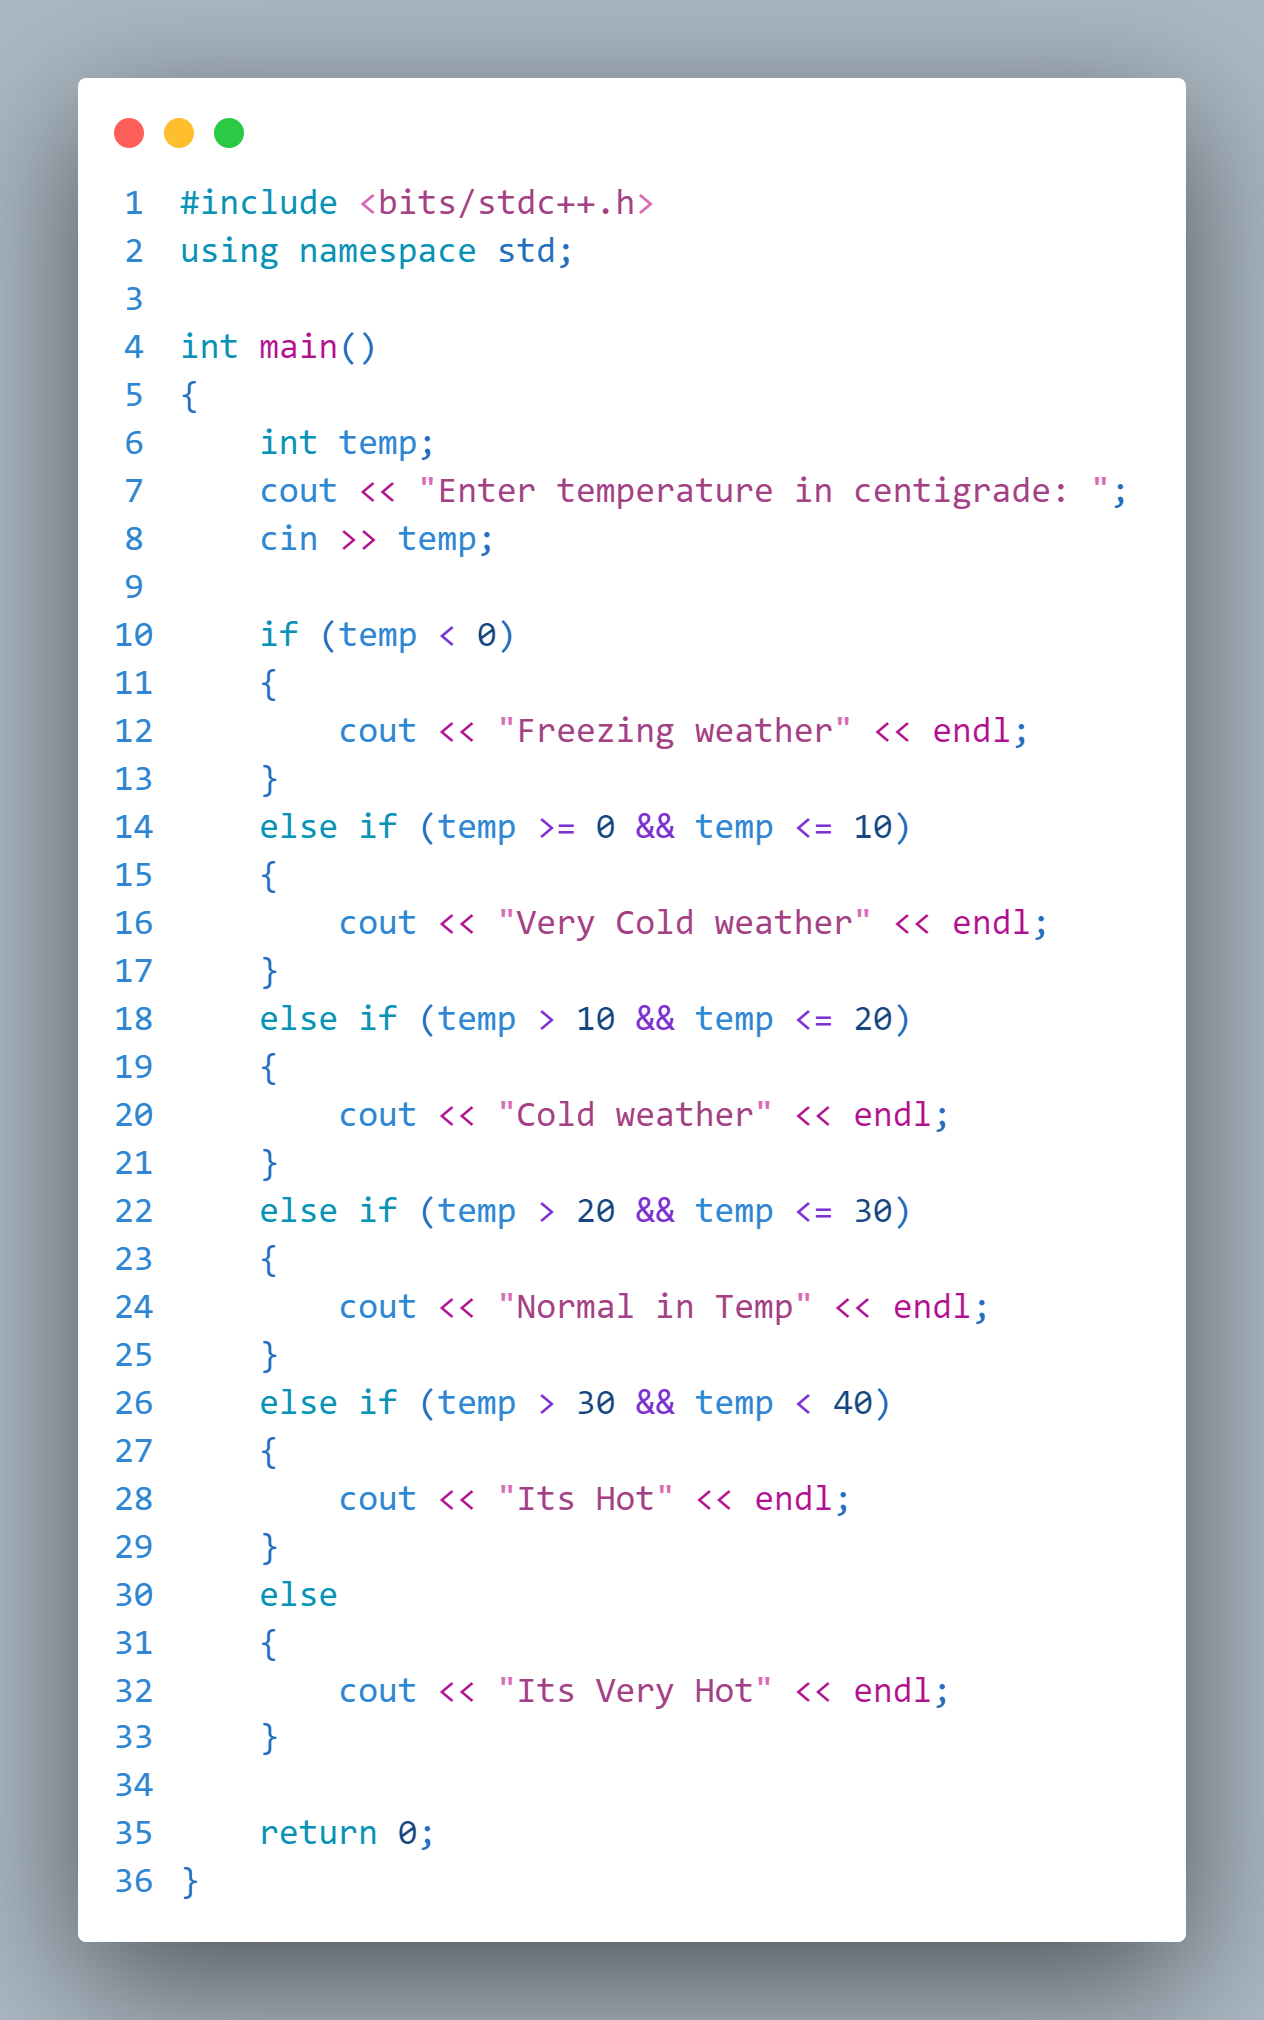 1 #include <bits/stdc++.h>
2 using namespace std;
3
4 int main()
5 {
6     int temp;
7     cout << "Enter temperature in centigrade: ";
8     cin >> temp;
9
10     if (temp < 0)
11     {
12         cout << "Freezing weather" << endl;
13     }
14     else if (temp >= 0 && temp <= 10)
15     {
16         cout << "Very Cold weather" << endl;
17     }
18     else if (temp > 10 && temp <= 20)
19     {
20         cout << "Cold weather" << endl;
21     }
22     else if (temp > 20 && temp <= 30)
23     {
24         cout << "Normal in Temp" << endl;
25     }
26     else if (temp > 30 && temp < 40)
27     {
28         cout << "Its Hot" << endl;
29     }
30     else
31     {
32         cout << "Its Very Hot" << endl;
33     }
34
35     return 0;
36 }